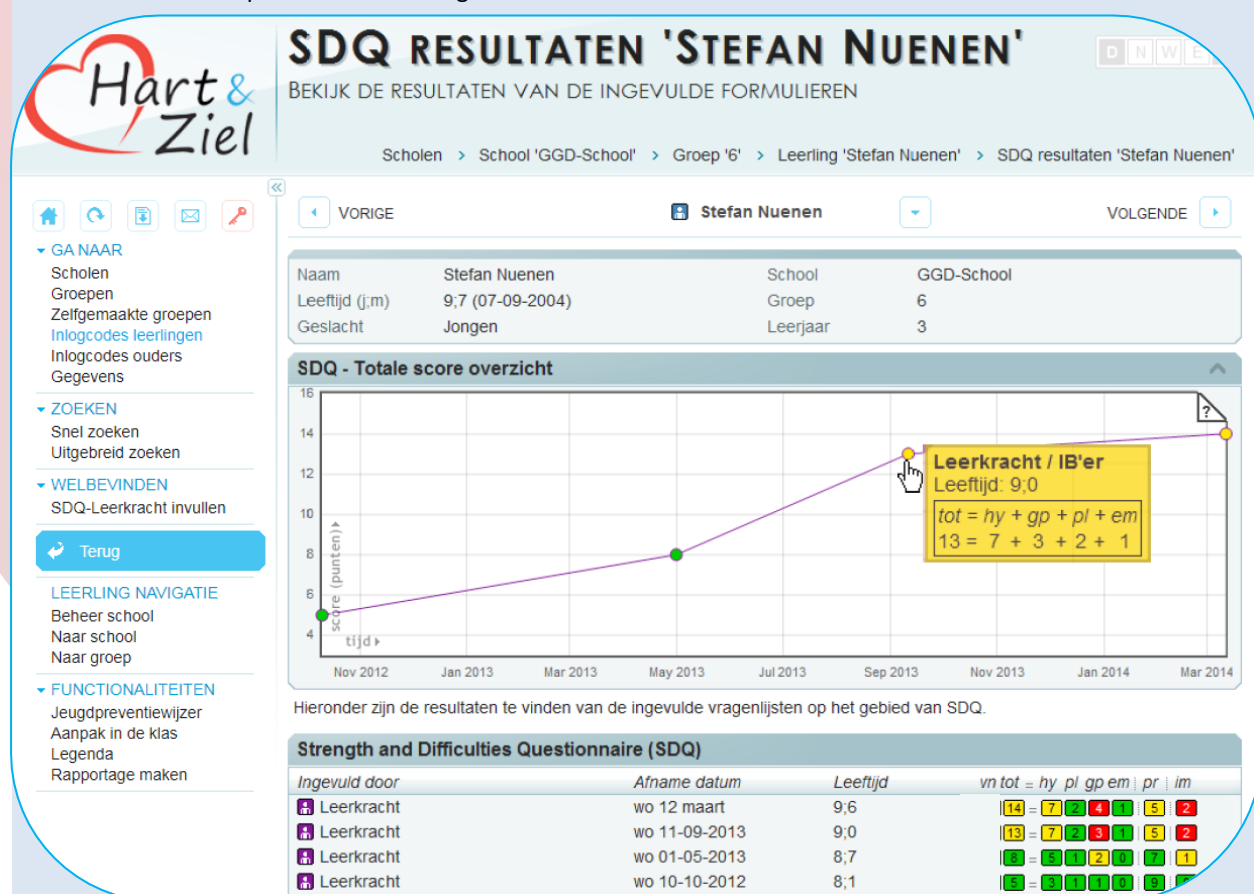 Hart &
Ziel
SDQ RESULTATEN 'STEFAN NUENEN'
BEKIJK DE RESULTATEN VAN DE INGEVULDE FORMULIEREN
D N W E
Scholen > School 'GGD-School' > Groep '6' > Leerling 'Stefan Nuenen' > SDQ resultaten 'Stefan Nuenen'
GA NAAR
Scholen
Groepen
Zelfgemaakte groepen
Inlogcodes leerlingen
Inlogcodes ouders
Gegevens
ZOEKEN
Snel zoeken
Uitgebreid zoeken
WELBEVINDEN
SDQ-Leerkracht invullen
Terug
LEERLING NAVIGATIE
Beheer school
Naar school
Naar groep
FUNCTIONALITEITEN
Jeugdpreventiewijzer
Aanpak in de klas
Legenda
Rapportage maken
VORIGE Stefan Nuenen VOLGENDE
Naam Stefan Nuenen School GGD-School
Leeftijd (j;m) 9;7 (07-09-2004) Groep 6
Geslacht Jongen Leerjaar 3
SDQ - Totale score overzicht
16
14
12
10
8
6
4
score (punten)
tijd
?
Leerkracht / IB'er
Leeftijd: 9;0
tot = hy + gp + pl + em
13 = 7 + 3 + 2 + 1
Nov 2012 Jan 2013 Mar 2013 May 2013 Jul 2013 Sep 2013 Nov 2013 Jan 2014 Mar 2014
Hieronder zijn de resultaten te vinden van de ingevulde vragenlijsten op het gebied van SDQ.
Strength and Difficulties Questionnaire (SDQ)
Ingevuld door Afname datum Leeftijd vn tot = hy pl gp em pr im
Leerkracht wo 12 maart 9;6 14 = 7 2 4 1 5 2
Leerkracht wo 11-09-2013 9;0 13 = 7 2 3 1 5 2
Leerkracht wo 01-05-2013 8;7 8 = 5 1 2 0 7 1
Leerkracht wo 10-10-2012 8;1 5 = 3 1 1 0 9